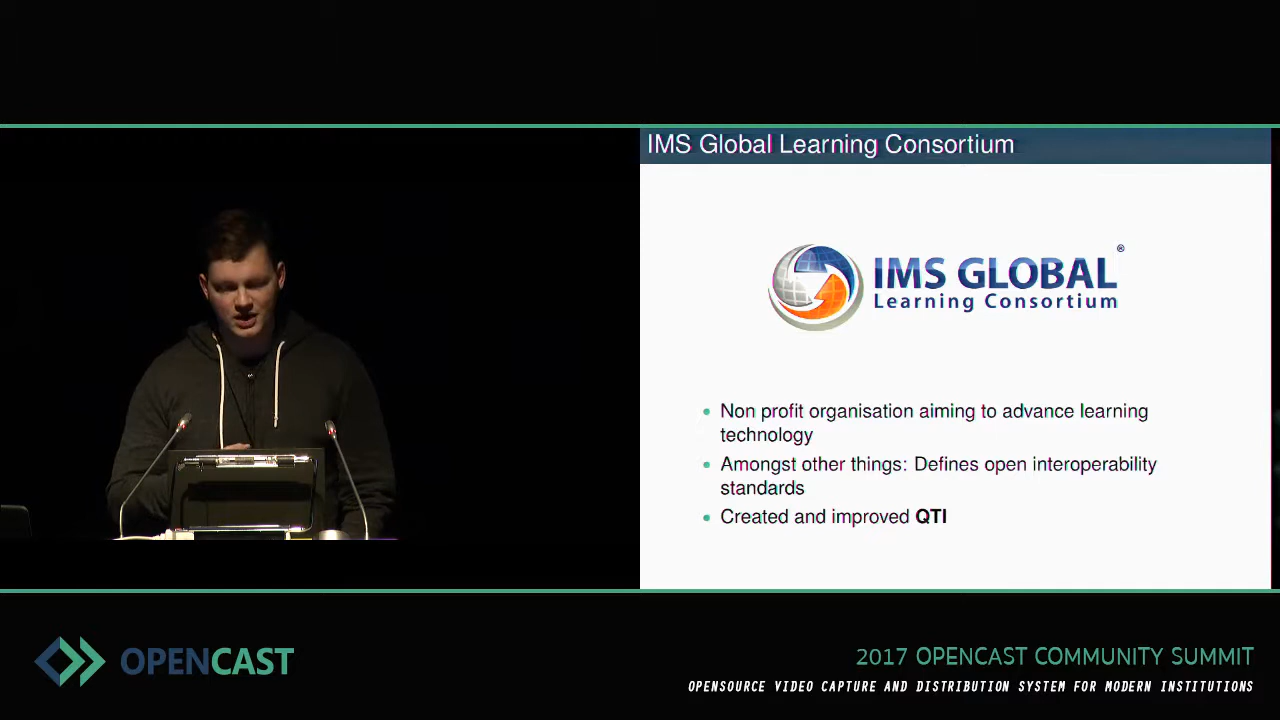 IMS Global Learning Consortium
IMS GLOBAL®
Learning Consortium
• Non profit organisation aiming to advance learning
technology
• Amongst other things: Defines open interoperability
standards
• Created and improved QTI
OPENCAST
2017 OPENCAST COMMUNITY SUMMIT
OPENSOURCE VIDEO CAPTURE AND DISTRIBUTION SYSTEM FOR MODERN INSTITUTIONS